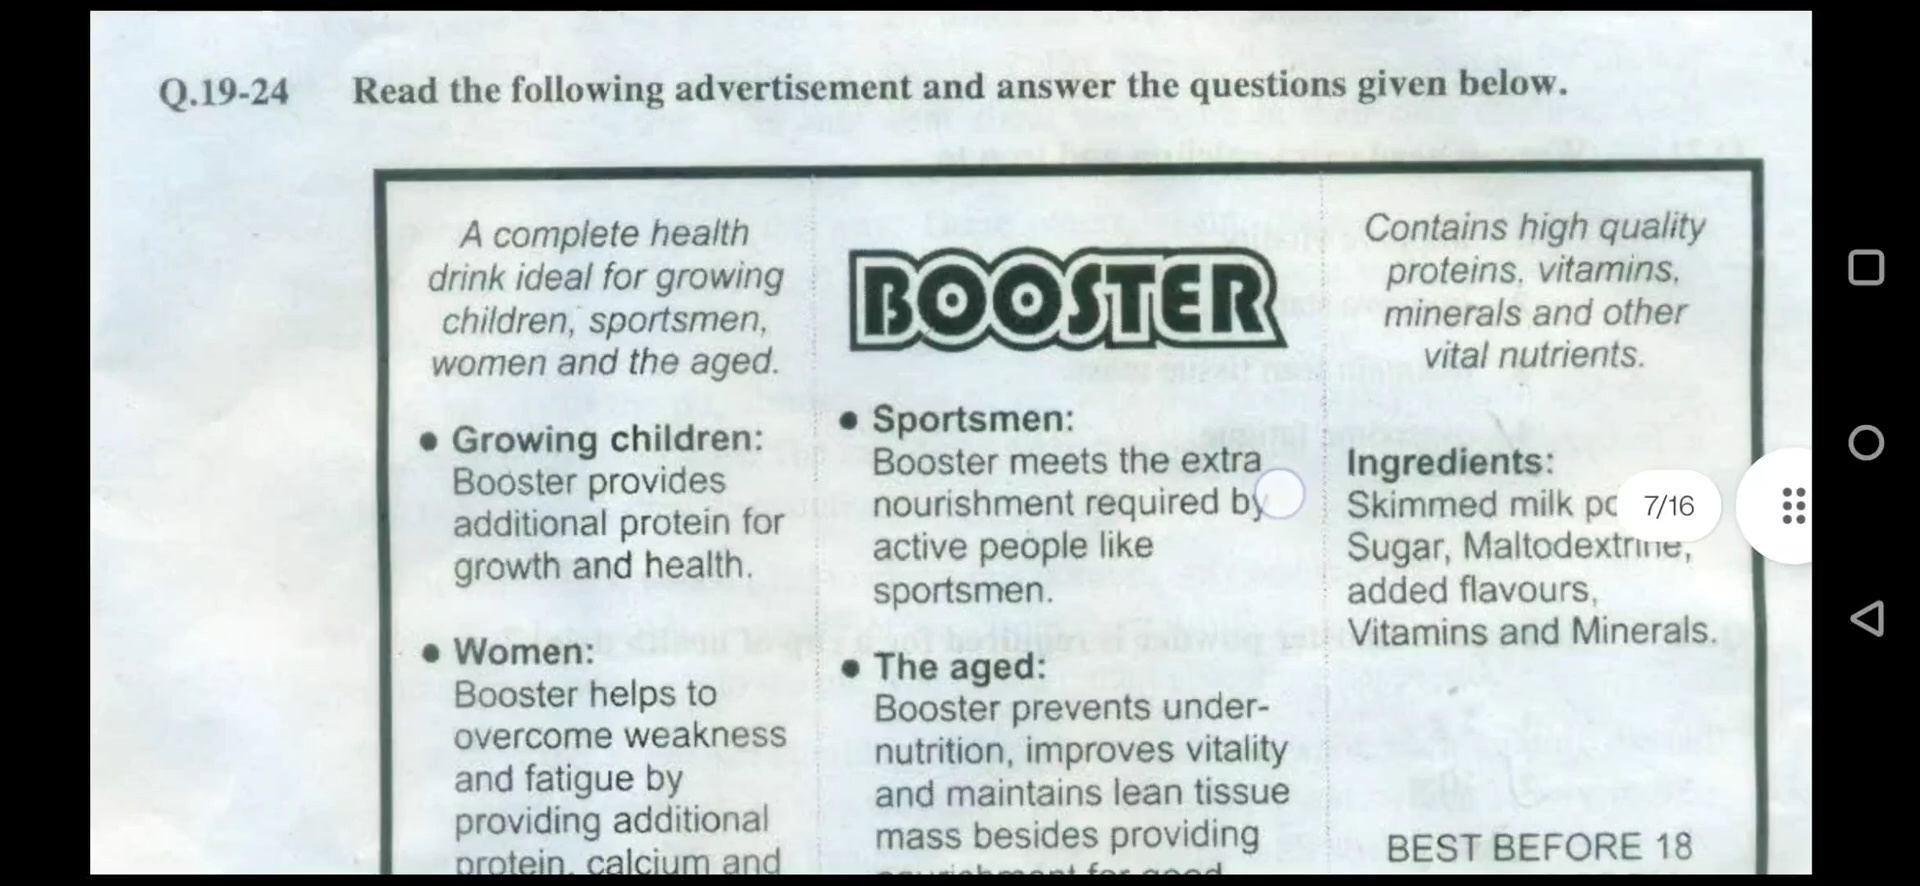 Q.19-24 Read the following advertisement and answer the questions given below.
A complete health
drink ideal for growing
children, sportsmen,
women and the aged.
• Growing children:
Booster provides
additional protein for
growth and health.
• Women:
Booster helps to
overcome weakness
and fatigue by
providing additional
protein, calcium and
BOOSTER
• Sportsmen:
Booster meets the extra
nourishment required by
active people like
sportsmen.
• The aged:
Booster prevents under-
nutrition, improves vitality
and maintains lean tissue
mass besides providing
nourishment for good
Contains high quality
proteins, vitamins,
minerals and other
vital nutrients.
Ingredients:
Skimmed milk
Sugar, Maltodextrine,
added flavours,
Vitamins and Minerals.
BEST BEFORE 18
7/16